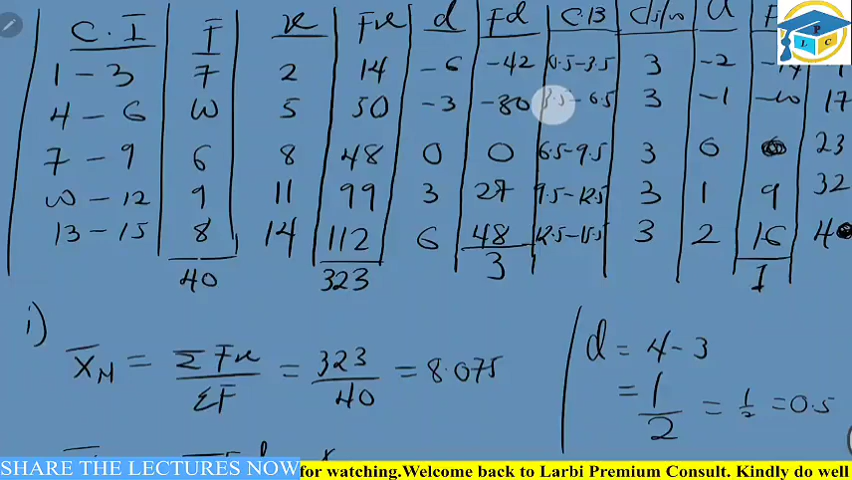 C.I F x Fx d Fd C.B Cls/w U F
1-3 7 2 14 -6 -42 0.5-3.5 3 -2 -14
4-6 10 5 50 -3 -80 3.5-6.5 3 -1 -10 17
7-9 6 8 48 0 0 6.5-9.5 3 0 23
10-12 9 11 99 3 27 9.5-12.5 3 1 9 32
13-15 8 14 112 6 48 12.5-15.5 3 2 16 40
40 323 3 1
i)
X̄M = ΣFx/ΣF = 323/40 = 8.075
d = 4-3
= 1/2 = 1/2 = 0.5
P
L C
SHARE THE LECTURES NOW for watching.Welcome back to Larbi Premium Consult. Kindly do well